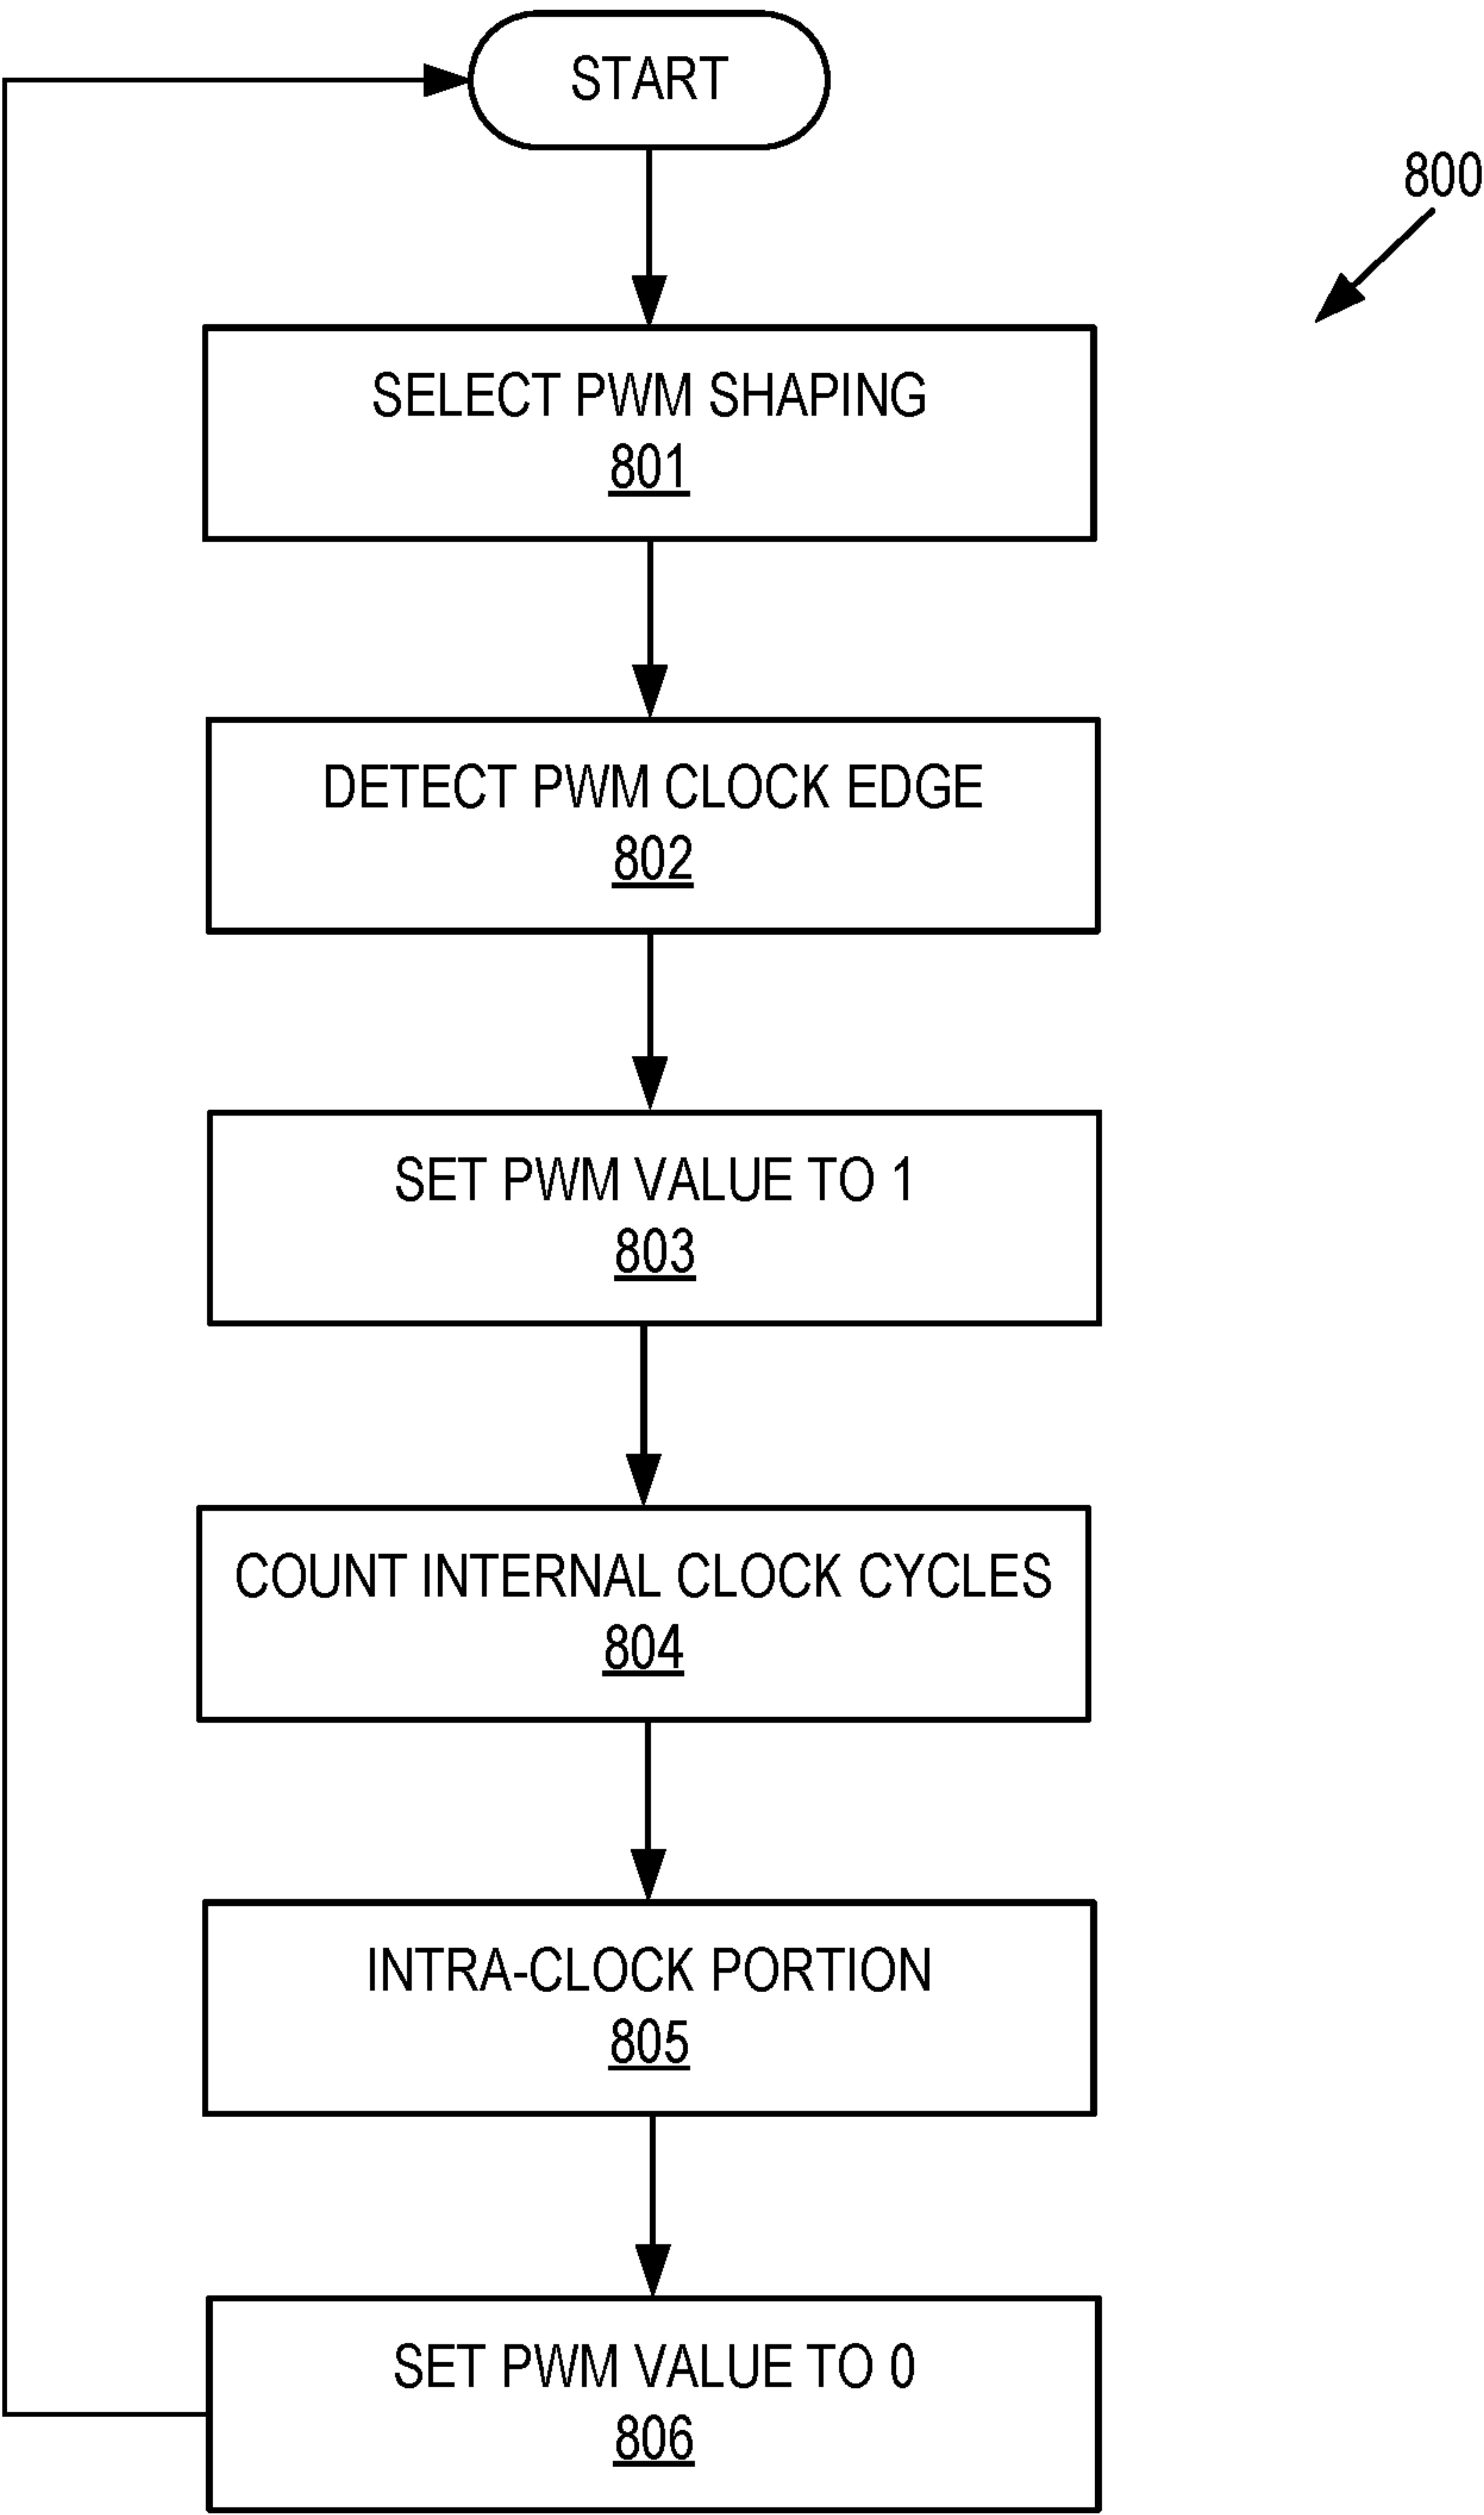 START
800
SELECT PWM SHAPING
801
DETECT PWM CLOCK EDGE
802
SET PWM VALUE TO 1
803
COUNT INTERNAL CLOCK CYCLES
804
INTRA-CLOCK PORTION
805
SET PWM VALUE TO 0
806